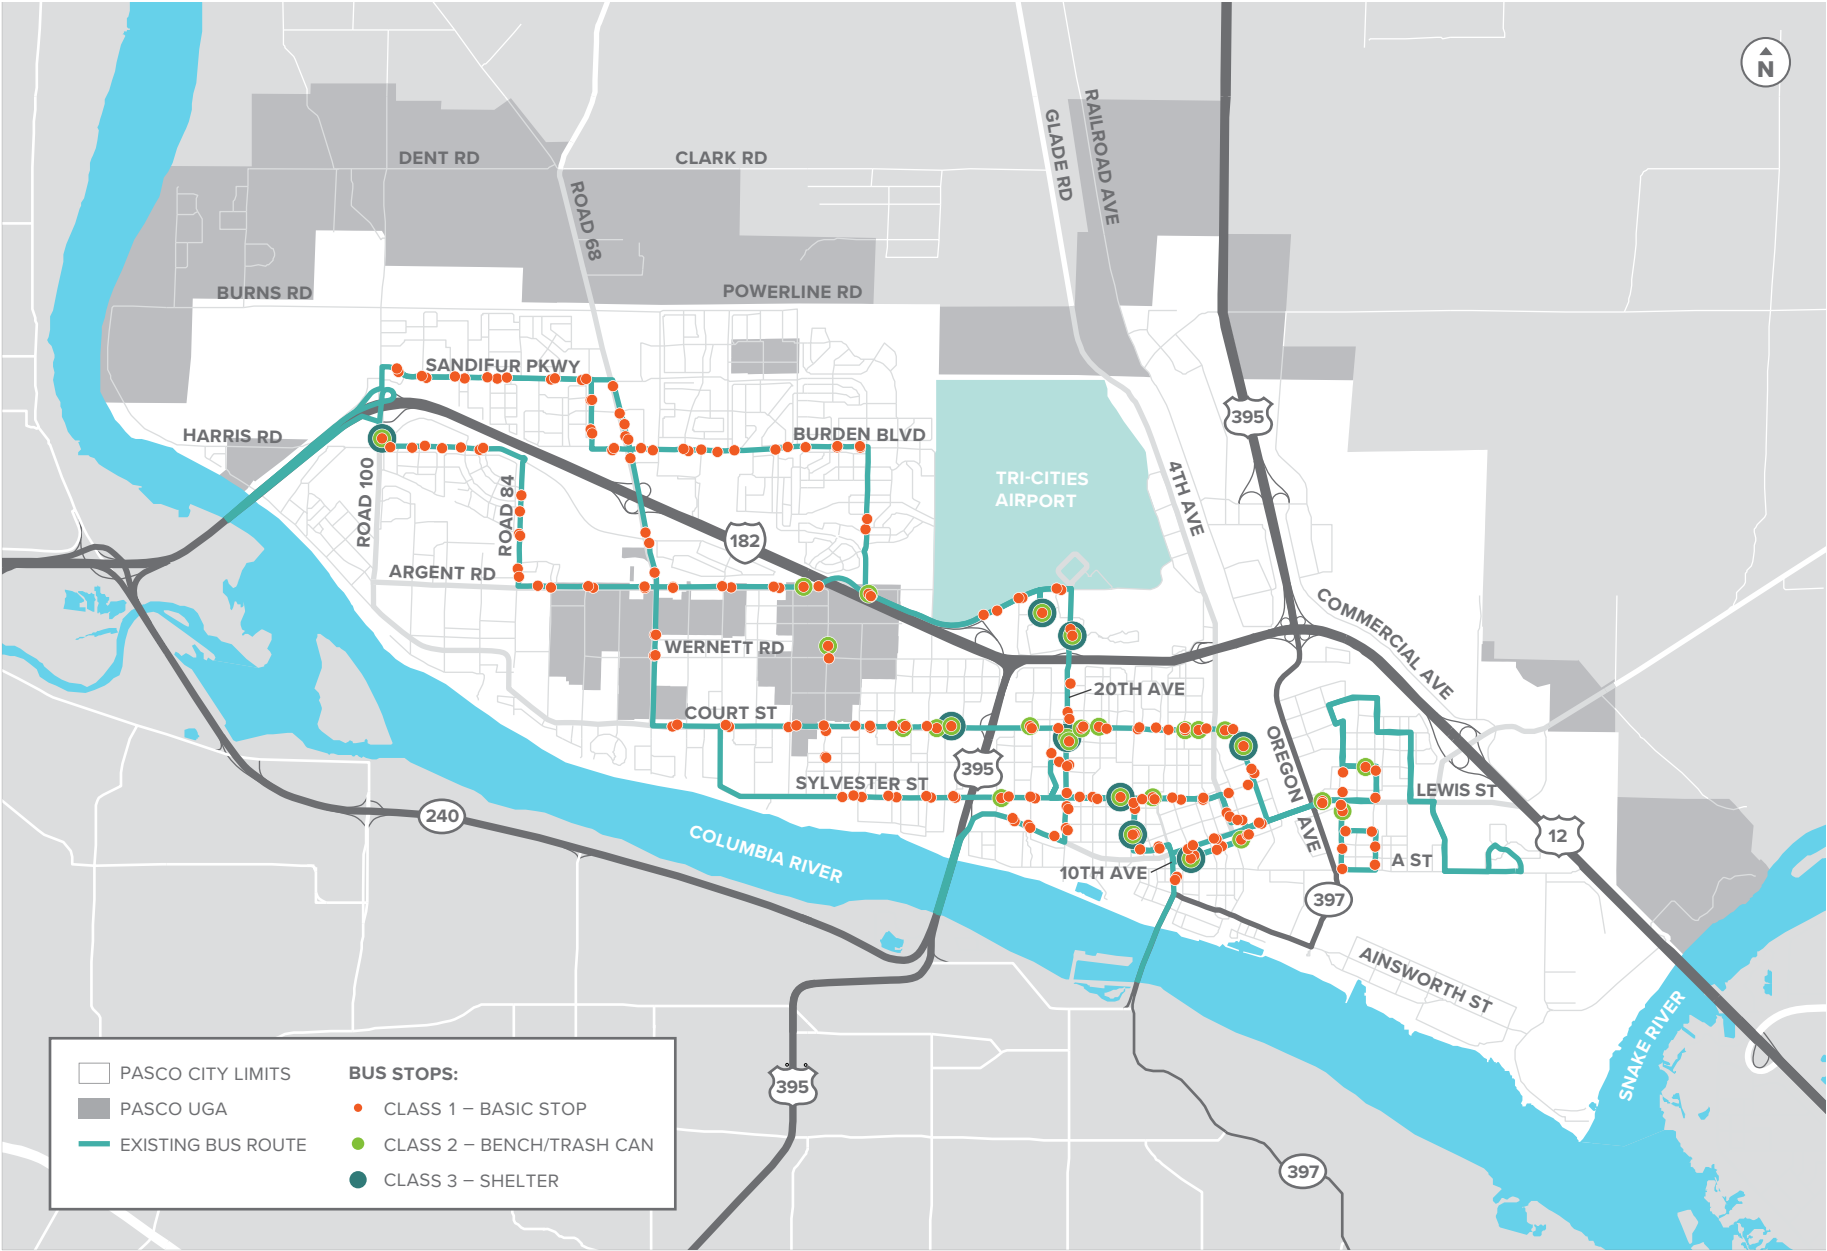 N
DENT RD
CLARK RD
GLADE RD
RAILROAD AVE
ROAD 68
BURNS RD
POWERLINE RD
SANDIFUR PKWY
395
HARRIS RD
BURDEN BLVD
ROAD 100
ROAD 84
TRI-CITIES
AIRPORT
4TH AVE
182
ARGENT RD
COMMERCIAL AVE
WERNETT RD
20TH AVE
COURT ST
OREGON AVE
395
SYLVESTER ST
LEWIS ST
240
COLUMBIA RIVER
12
A ST
10TH AVE
397
AINSWORTH ST
SNAKE RIVER
395
397
PASCO CITY LIMITS
PASCO UGA
EXISTING BUS ROUTE
BUS STOPS:
CLASS 1 – BASIC STOP
CLASS 2 – BENCH/TRASH CAN
CLASS 3 – SHELTER